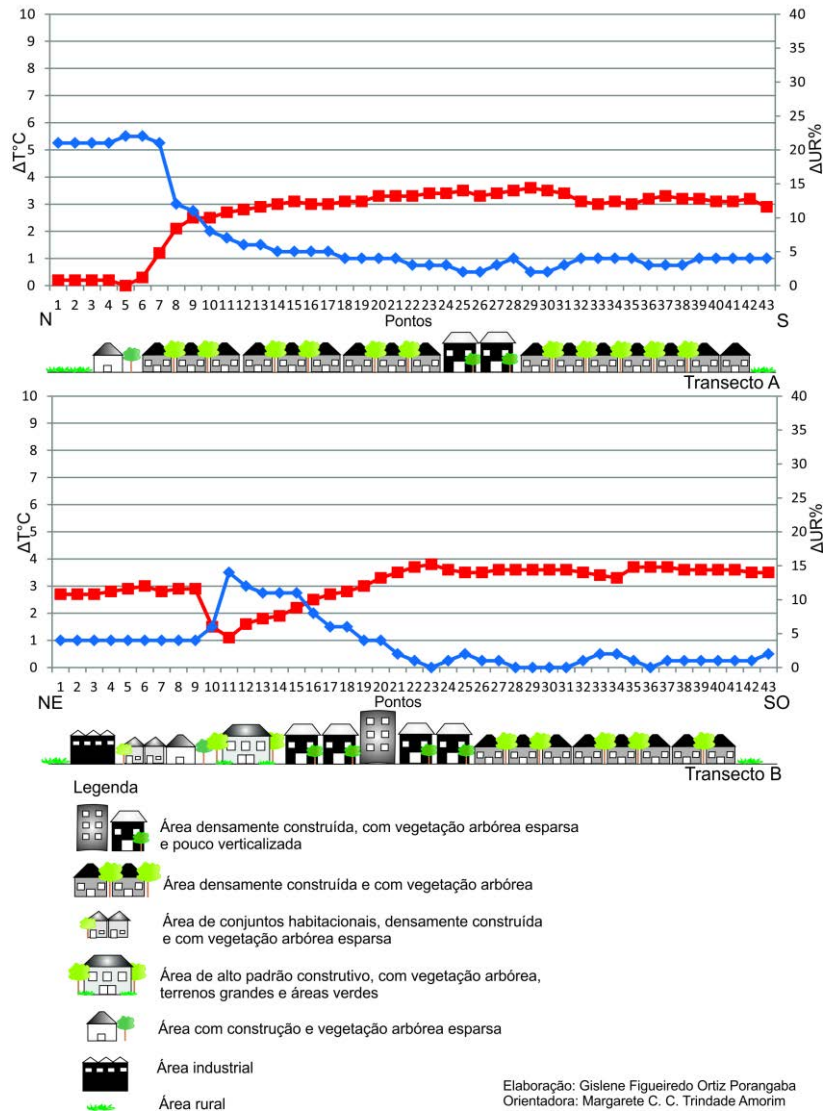 10 40
9 35
8 30
7
6 25
5 20
4 15
3
2 10
1 5
0 0
ΔT°C
ΔUR%
1 2 3 4 5 6 7 8 9 10 11 12 13 14 15 16 17 18 19 20 21 22 23 24 25 26 27 28 29 30 31 32 33 34 35 36 37 38 39 40 41 42 43
N Pontos S
Transecto A
10 40
9 35
8 30
7
6 25
5 20
4 15
3
2 10
1 5
0 0
ΔT°C
ΔUR%
1 2 3 4 5 6 7 8 9 10 11 12 13 14 15 16 17 18 19 20 21 22 23 24 25 26 27 28 29 30 31 32 33 34 35 36 37 38 39 40 41 42 43
NE Pontos SO
Transecto B
Legenda
Área densamente construída, com vegetação arbórea esparsa
e pouco verticalizada
Área densamente construída e com vegetação arbórea
Área de conjuntos habitacionais, densamente construída
e com vegetação arbórea esparsa
Área de alto padrão construtivo, com vegetação arbórea,
terrenos grandes e áreas verdes
Área com construção e vegetação arbórea esparsa
Área industrial
Área rural
Elaboração: Gislene Figueiredo Ortiz Porangaba
Orientadora: Margarete C. C. Trindade Amorim